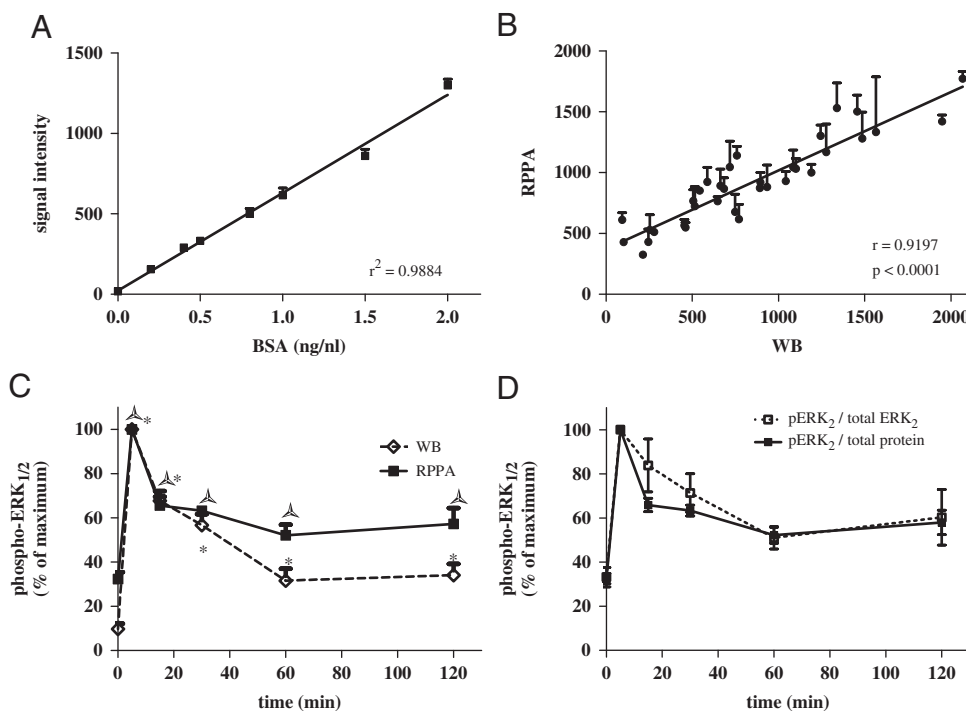 A
1500
1000
500
0
0.0 0.5 1.0 1.5 2.0
signal intensity
BSA (ng/nl)
r2 = 0.9884
B
2000
1500
1000
500
0
500 1000 1500 2000
RPPA
WB
r = 0.9197
p < 0.0001
C
100
80
60
40
20
0
0 20 40 60 80 100 120
phospho-ERK1/2
(% of maximum)
time (min)
WB
RPPA
* * * * *
D
100
80
60
40
20
0
0 20 40 60 80 100 120
phospho-ERK1/2
(% of maximum)
time (min)
pERK2 / total ERK2
pERK2 / total protein